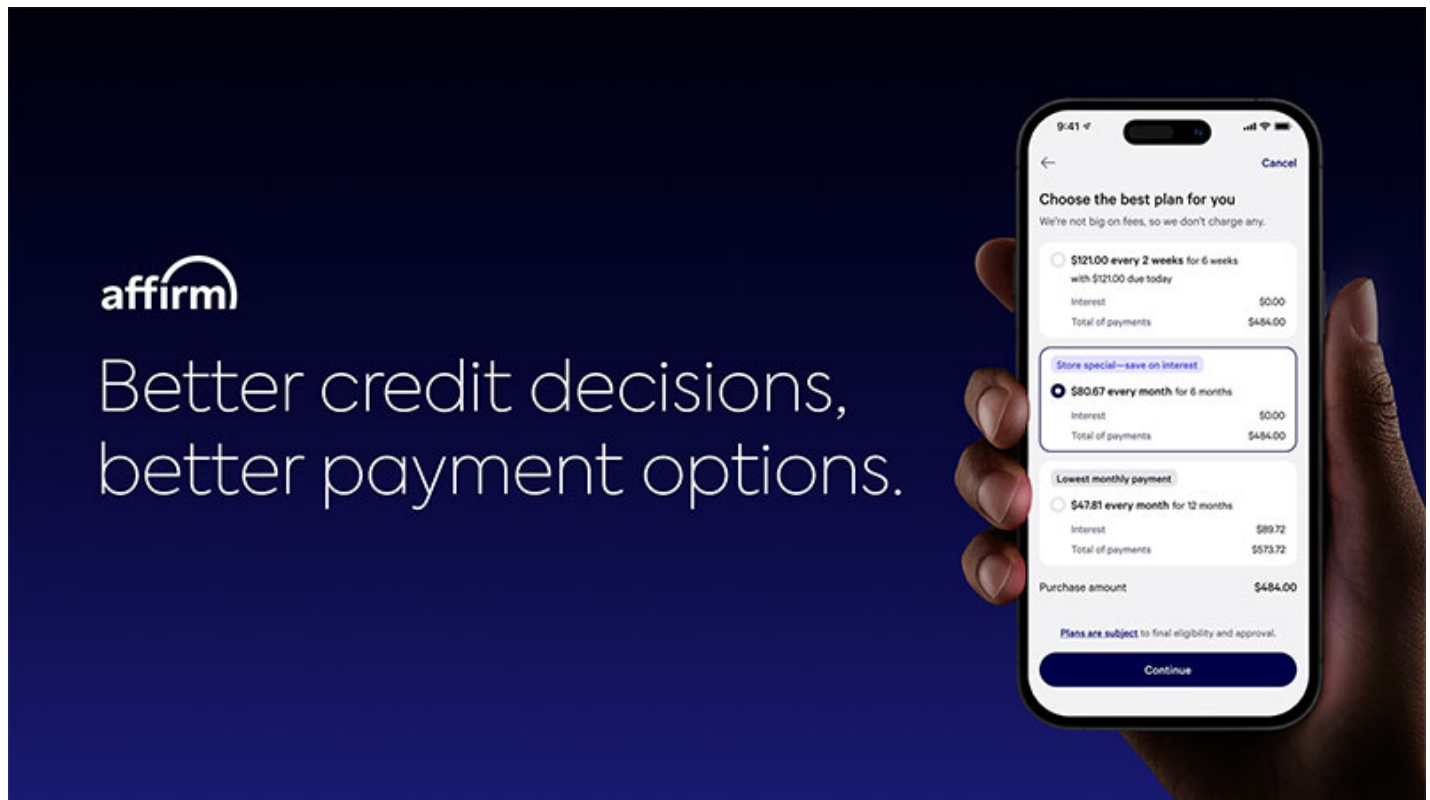 affirm
Better credit decisions,
better payment options.
9:41
Cancel
Choose the best plan for you
We're not big on fees, so we don't charge any.
$121.00 every 2 weeks for 6 weeks
with $121.00 due today
Interest $0.00
Total of payments $484.00
Store special—save on interest
$80.67 every month for 6 months
Interest $0.00
Total of payments $484.00
Lowest monthly payment
$47.81 every month for 12 months
Interest $89.72
Total of payments $573.72
Purchase amount $484.00
Plans are subject to final eligibility and approval.
Continue